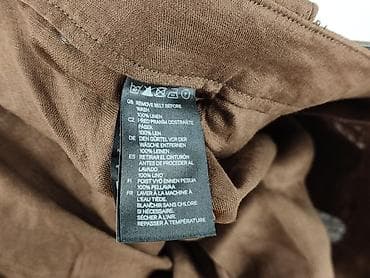 GB REMOVE BELT BEFORE
WASH.
100% LINEN
CZ PŘED PRANÍM ODSTRAŇTE
PÁSEK.
100% LEN
DE DEN GÜRTEL VOR DER
WÄSCHE ENTFERNEN
100% LEINEN
ES RETIRAR EL CINTURÓN
ANTES DE PROCEDER AL
LAVADO.
100% LINO
FI POISTA VYÖ ENNEN PESUA
100% PELLAVAA
FR LAVER À LA MACHINE À
L'EAU TIÈDE.
BLANCHIR SANS CHLORE
SI NÉCESSAIRE.
SÉCHER À L'AIR.
REPASSER À TEMPÉRATURE